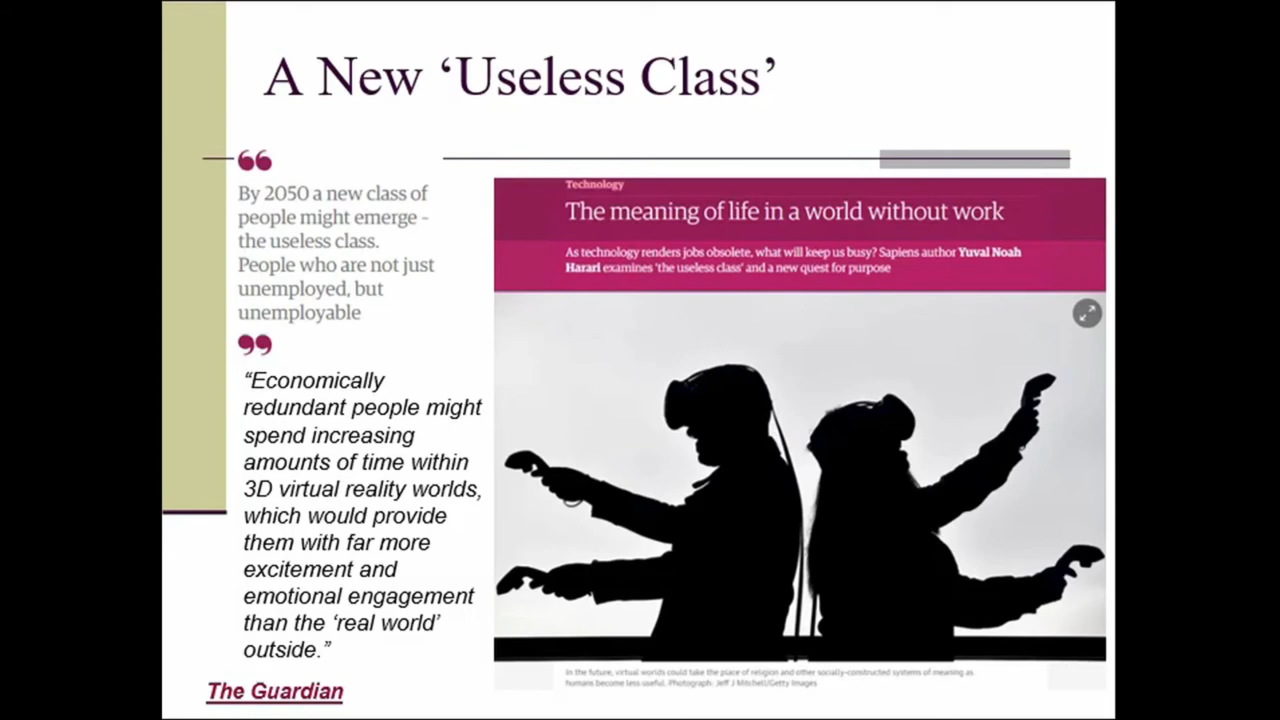 A New ‘Useless Class’
❝
By 2050 a new class of
people might emerge –
the useless class.
People who are not just
unemployed, but
unemployable
❞
“Economically
redundant people might
spend increasing
amounts of time within
3D virtual reality worlds,
which would provide
them with far more
excitement and
emotional engagement
than the ‘real world’
outside.”
The Guardian
Technology
The meaning of life in a world without work
As technology renders jobs obsolete, what will keep us busy? Sapiens author Yuval Noah
Harari examines ‘the useless class’ and a new quest for purpose
In the future, virtual worlds could take the place of religion and other socially-constructed systems of meaning as
humans become less useful. Photograph: Jeff J Mitchell/Getty Images